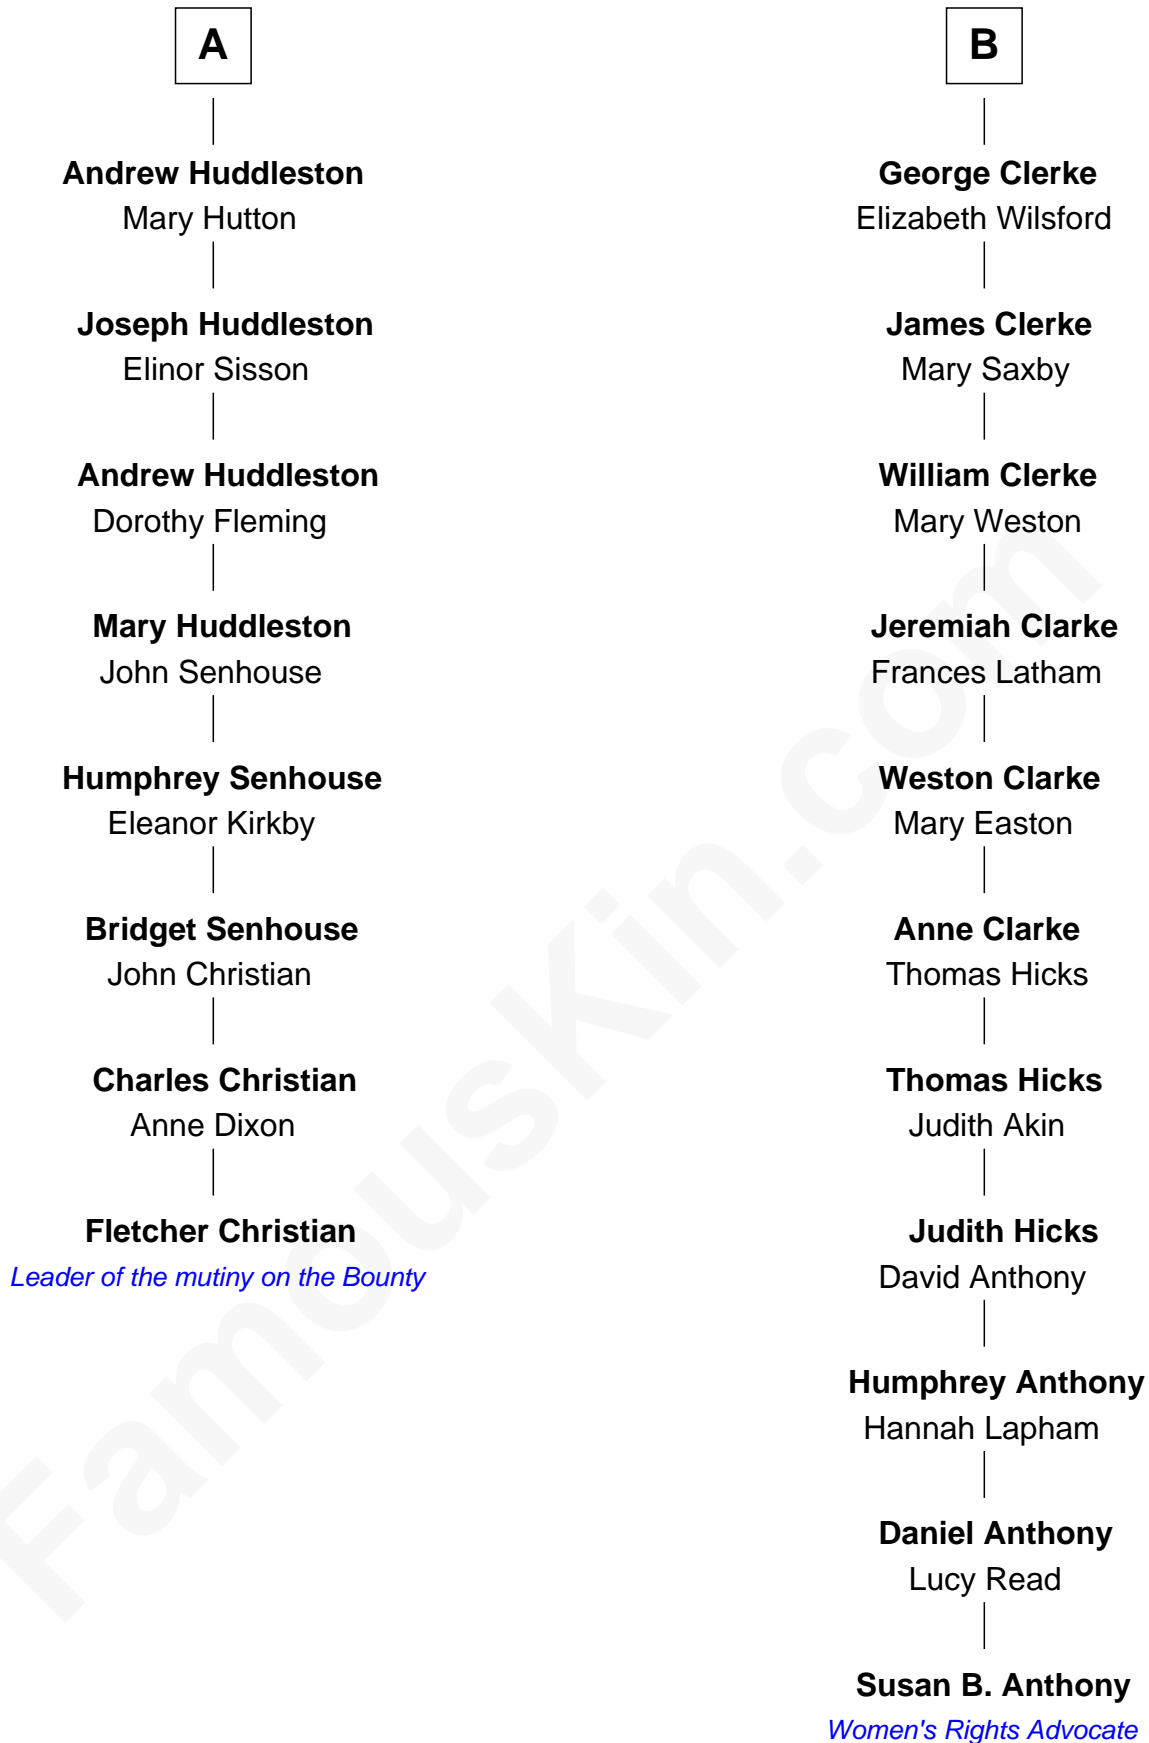 A
Andrew Huddleston
Mary Hutton
Joseph Huddleston
Elinor Sisson
Andrew Huddleston
Dorothy Fleming
Mary Huddleston
John Senhouse
Humphrey Senhouse
Eleanor Kirkby
Bridget Senhouse
John Christian
Charles Christian
Anne Dixon
Fletcher Christian
Leader of the mutiny on the Bounty
B
George Clerke
Elizabeth Wilsford
James Clerke
Mary Saxby
William Clerke
Mary Weston
Jeremiah Clarke
Frances Latham
Weston Clarke
Mary Easton
Anne Clarke
Thomas Hicks
Thomas Hicks
Judith Akin
Judith Hicks
David Anthony
Humphrey Anthony
Hannah Lapham
Daniel Anthony
Lucy Read
Susan B. Anthony
Women's Rights Advocate
FamousKin.com